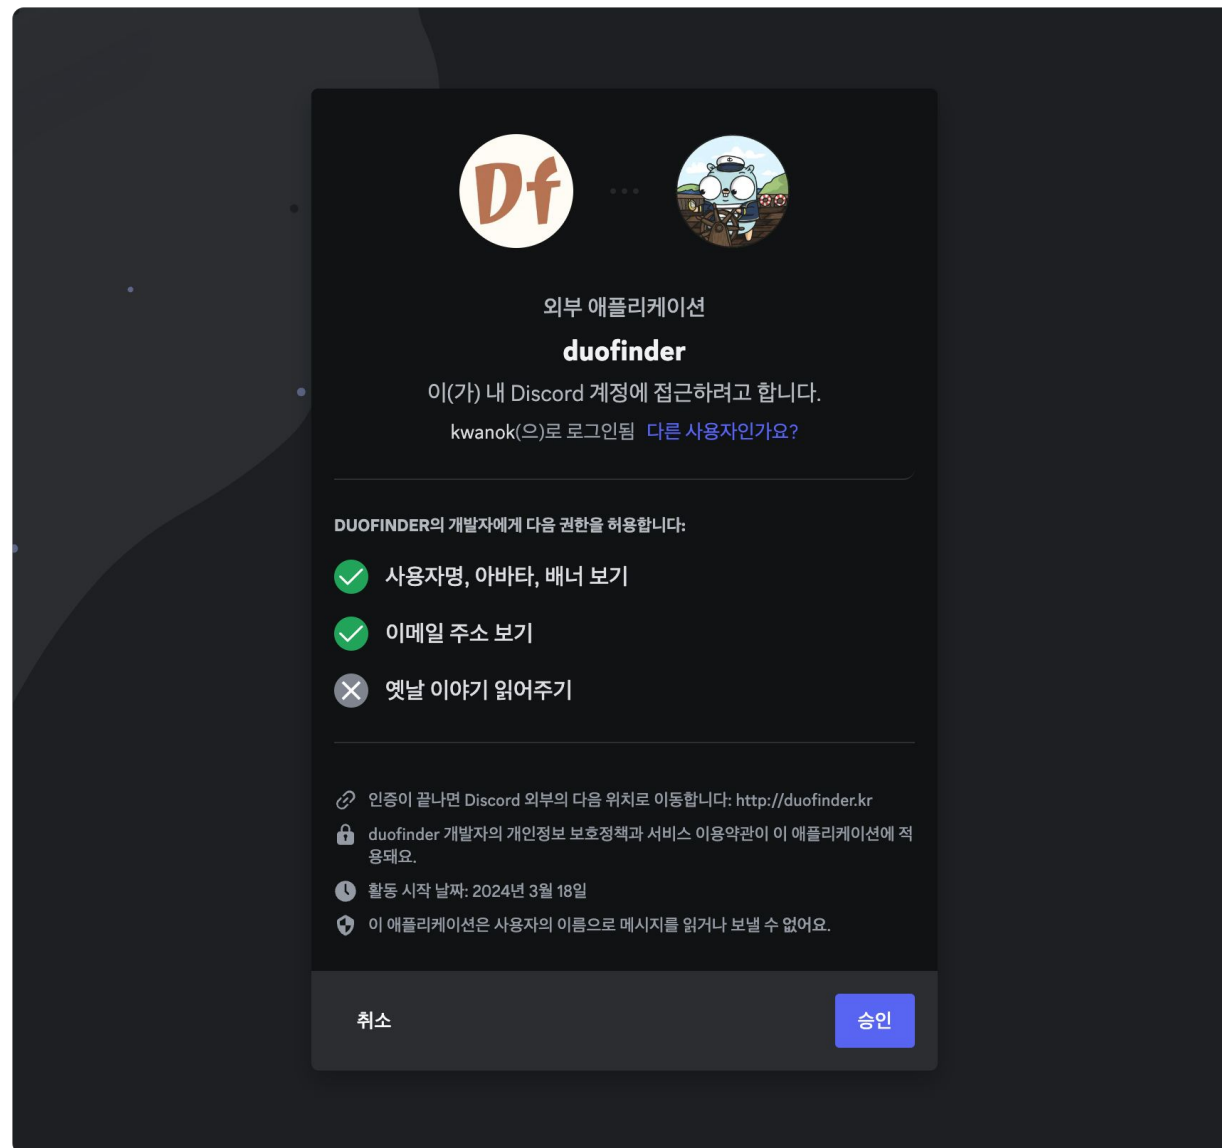 Df
외부 애플리케이션
duofinder
이(가) 내 Discord 계정에 접근하려고 합니다.
kwanok(으)로 로그인됨 다른 사용자인가요?
DUOFINDER의 개발자에게 다음 권한을 허용합니다:
사용자명, 아바타, 배너 보기
이메일 주소 보기
옛날 이야기 읽어주기
인증이 끝나면 Discord 외부의 다음 위치로 이동합니다: http://duofinder.kr
duofinder 개발자의 개인정보 보호정책과 서비스 이용약관이 이 애플리케이션에 적
용돼요.
활동 시작 날짜: 2024년 3월 18일
이 애플리케이션은 사용자의 이름으로 메시지를 읽거나 보낼 수 없어요.
취소
승인